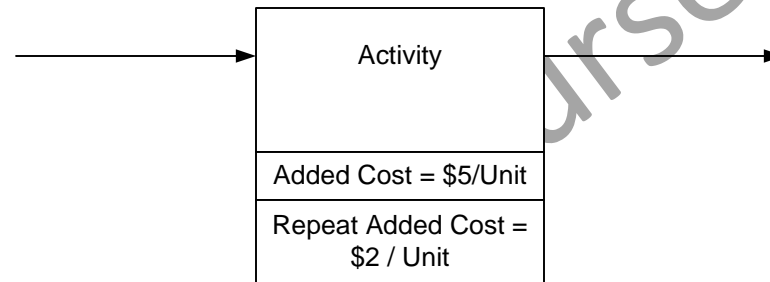 Activity
Added Cost = $5/Unit
Repeat Added Cost =
$2 / Unit